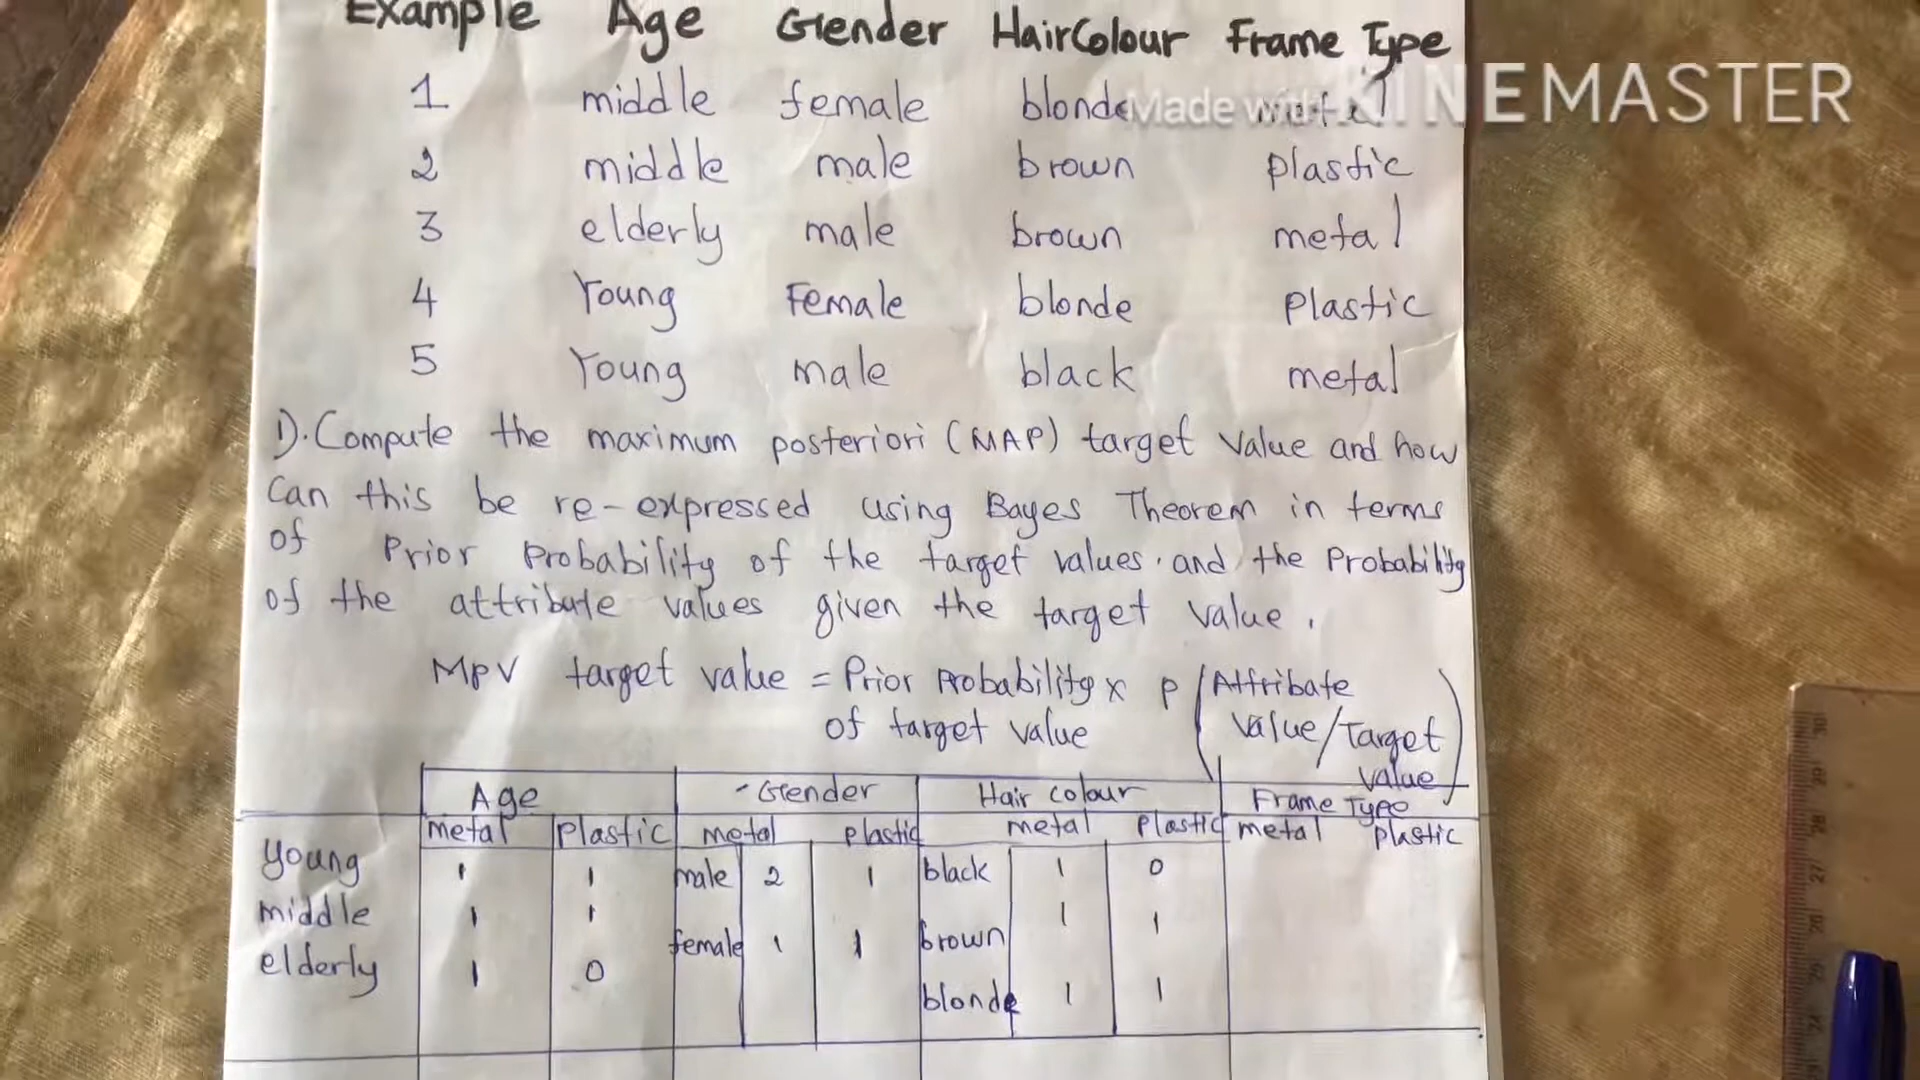 Example Age Gender HairColour Frame Type
1 middle female blonde metal
Made with KINEMASTER
2 middle male brown plastic
3 elderly male brown metal
4 Young Female blonde Plastic
5 Young male black metal
1). Compute the maximum posteriori (MAP) target Value and how
Can this be re-expressed using Bayes Theorem in terms
of Prior Probability of the target values. and the Probability
of the attribute values given the target value.
MPV target value = Prior Probability x P (Attribute
of target value Value/Target
value)
Age - Gender Hair colour Frame Type
metal Plastic metal plastic metal Plastic metal plastic
young 1 1 male 2 1 black 1 0
middle 1 1 female 1 1 brown 1 1
elderly 1 0 blonde 1 1